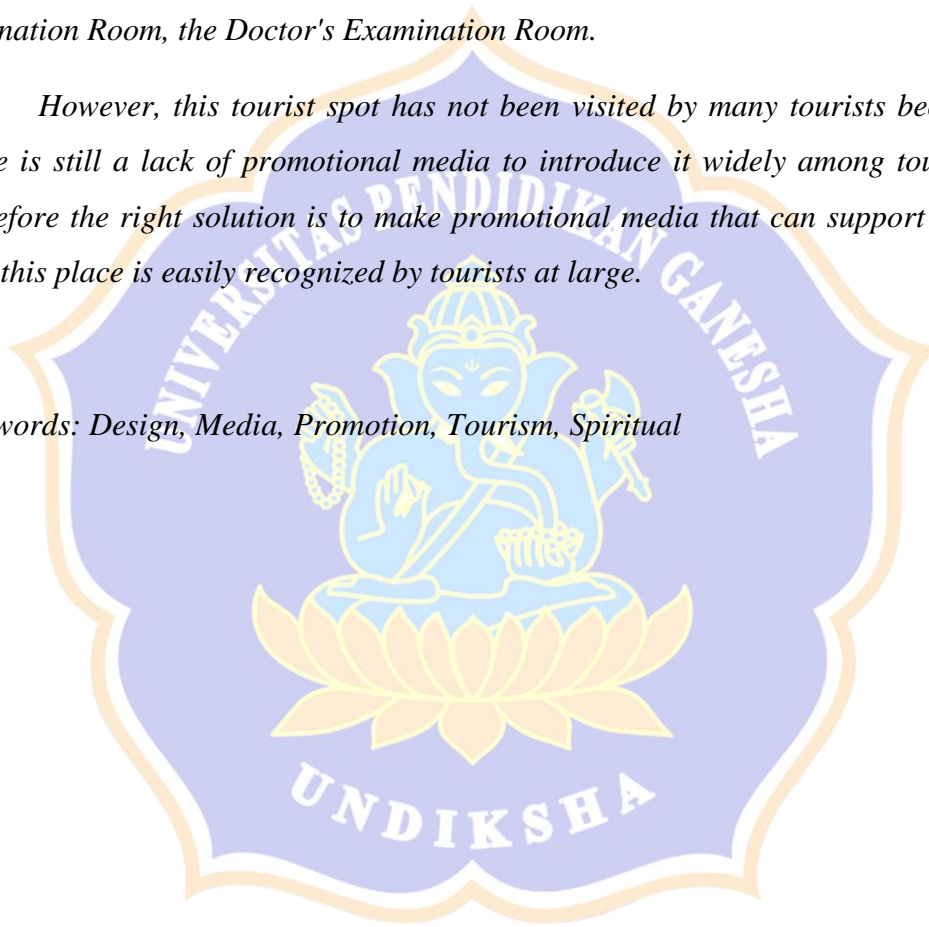 nation Room, the Doctor's Examination Room.
However, this tourist spot has not been visited by many tourists bec
e is still a lack of promotional media to introduce it widely among tou
efore the right solution is to make promotional media that can support
this place is easily recognized by tourists at large.
words: Design, Media, Promotion, Tourism, Spiritual
UNIVERSITAS PENDIDIKAN GANESHA
UNDIKSHA